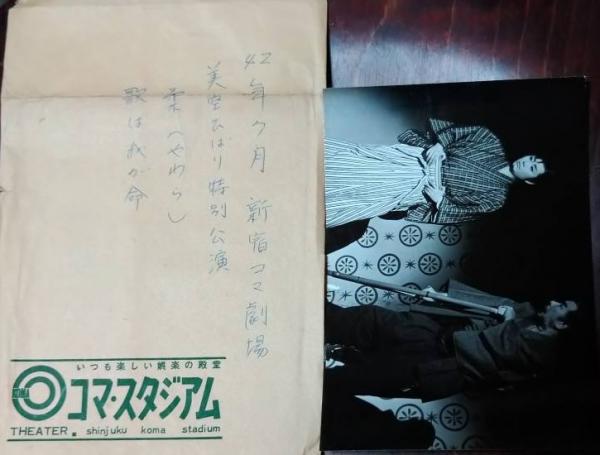 42年7月 新宿コマ劇場
美空ひばり特別公演
柔(やわら)
歌は我が命
いつも楽しい娯楽の殿堂
コマ・スタジアム
THEATER. shinjuku koma stadium